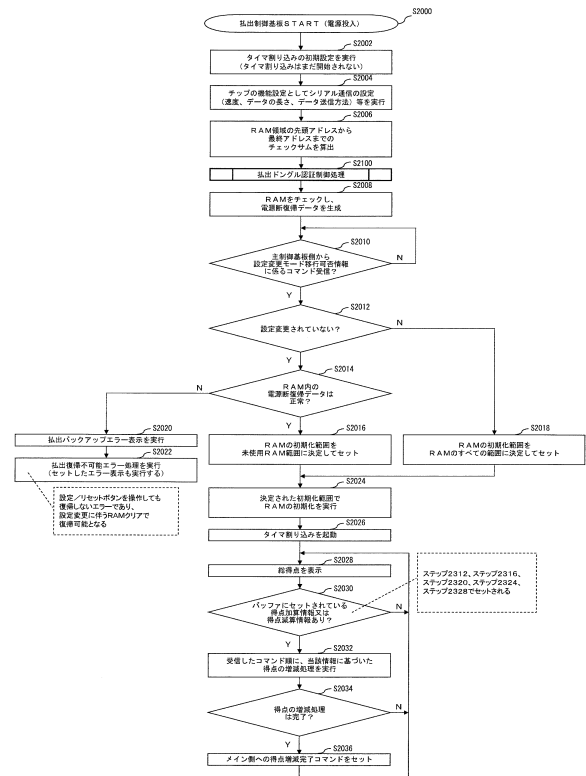 払出制御基板START(電源投入)
S2000
S2002
タイマ割り込みの初期設定を実行
(タイマ割り込みはまだ開始されない)
S2004
チップの機能設定としてシリアル通信の設定
(速度、データの長さ、データ送信方法)等を実行
S2006
RAM領域の先頭アドレスから
最終アドレスまでの
チェックサムを算出
S2100
払出ドングル認証制御処理
S2008
RAMをチェックし、
電源断復帰データを生成
S2010
主制御基板側から
設定変更モード移行可否情報
に係るコマンド受信?
N
Y
S2012
設定変更されていない?
N
Y
S2014
RAM内の
電源断復帰データは
正常?
N
Y
S2020
払出バックアップエラー表示を実行
S2022
払出復帰不可能エラー処理を実行
(セットしたエラー表示も実行する)
設定/リセットボタンを操作しても
復帰しないエラーであり、
設定変更に伴うRAMクリアで
復帰可能となる
S2016
RAMの初期化範囲を
未使用RAM範囲に決定してセット
S2018
RAMの初期化範囲を
RAMのすべての範囲に決定してセット
S2024
決定された初期化範囲で
RAMの初期化を実行
S2026
タイマ割り込みを起動
S2028
総得点を表示
S2030
バッファにセットされている
得点加算情報又は
得点減算情報あり?
N
Y
ステップ2312、ステップ2316、
ステップ2320、ステップ2324、
ステップ2328でセットされる
S2032
受信したコマンド順に、当該情報に基づいた
得点の増減処理を実行
S2034
得点の増減処理
は完了?
N
Y
S2036
メイン側への得点増減完了コマンドをセット